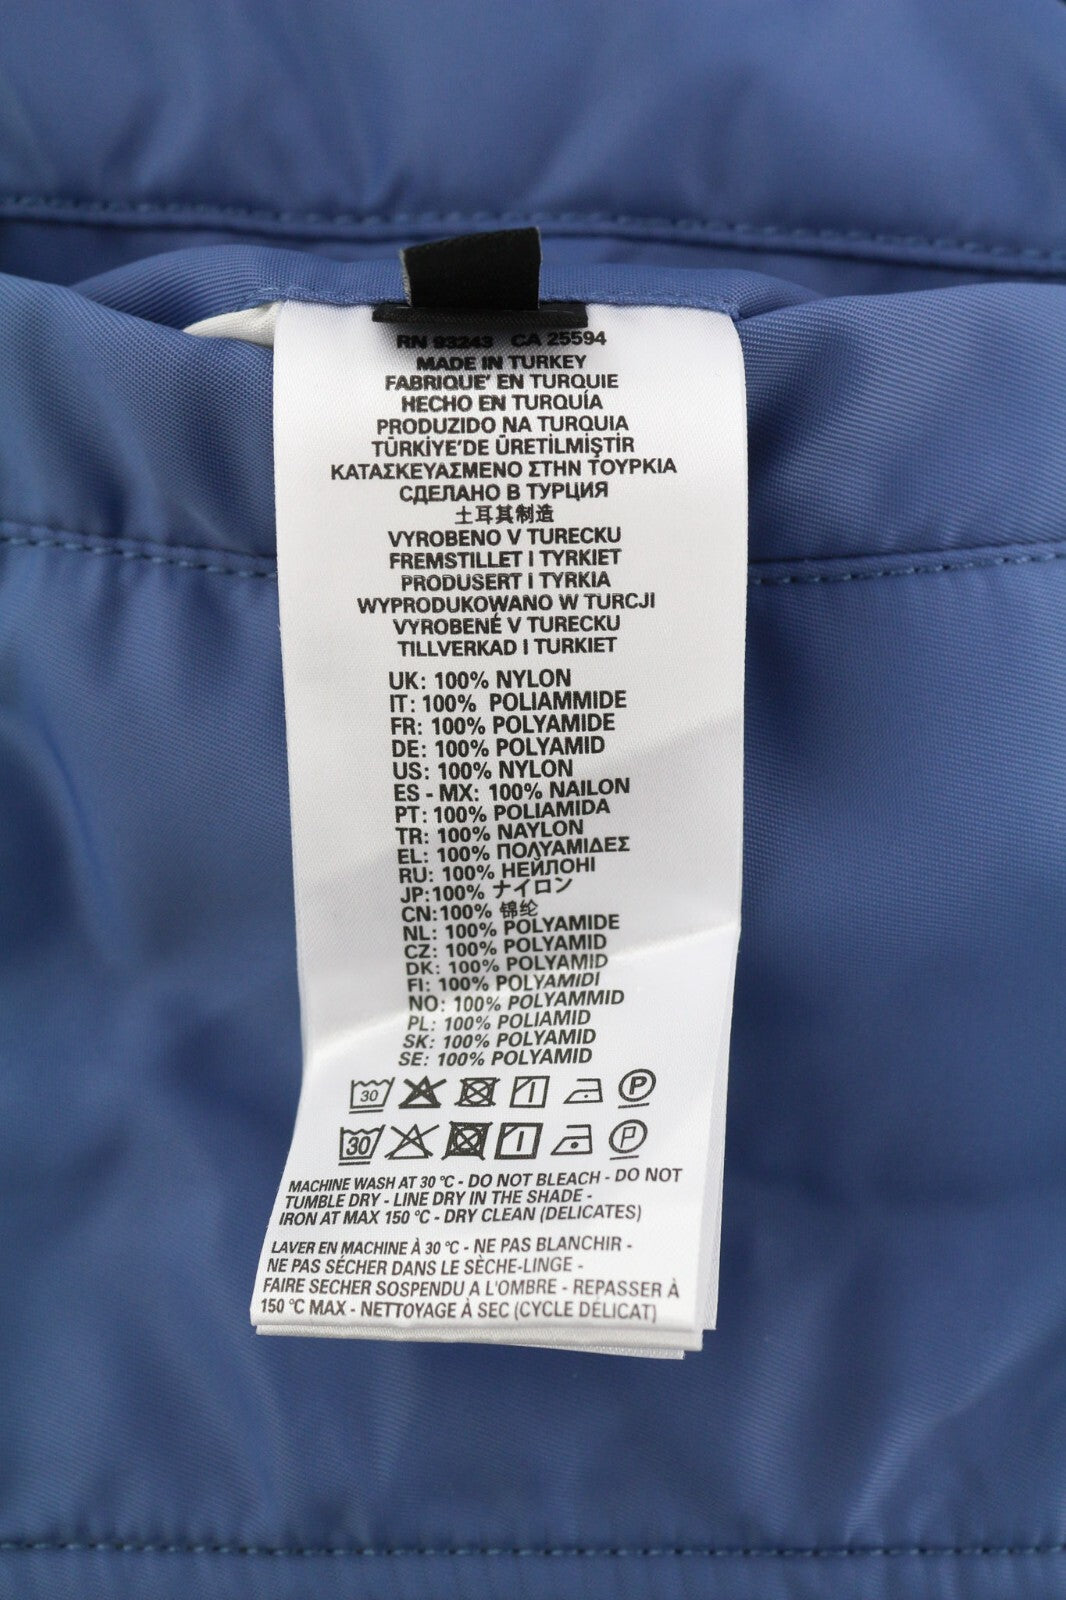 RN 93243 CA 25594
MADE IN TURKEY
FABRIQUE' EN TURQUIE
HECHO EN TURQUÍA
PRODUZIDO NA TURQUIA
TÜRKİYE'DE ÜRETİLMİŞTİR
ΚΑΤΑΣΚΕΥΑΣΜΕΝΟ ΣΤΗΝ ΤΟΥΡΚΙΑ
СДЕЛАНО В ТУРЦИЯ
土耳其制造
VYROBENO V TURECKU
FREMSTILLET I TYRKIET
PRODUSERT I TYRKIA
WYPRODUKOWANO W TURCJI
VYROBENÉ V TURECKU
TILLVERKAD I TURKIET
UK: 100% NYLON
IT: 100% POLIAMMIDE
FR: 100% POLYAMIDE
DE: 100% POLYAMID
US: 100% NYLON
ES - MX: 100% NAILON
PT: 100% POLIAMIDA
TR: 100% NAYLON
EL: 100% ΠΟΛΥΑΜΙΔΕΣ
RU: 100% НЕЙЛОНІ
JP:100% ナイロン
CN:100% 锦纶
NL: 100% POLYAMIDE
CZ: 100% POLYAMID
DK: 100% POLYAMID
FI: 100% POLYAMIDI
NO: 100% POLYAMMID
PL: 100% POLIAMID
SK: 100% POLYAMID
SE: 100% POLYAMID
30 P
30 P
MACHINE WASH AT 30 °C - DO NOT BLEACH - DO NOT
TUMBLE DRY - LINE DRY IN THE SHADE -
IRON AT MAX 150 °C - DRY CLEAN (DELICATES)
LAVER EN MACHINE À 30 °C - NE PAS BLANCHIR -
NE PAS SÉCHER DANS LE SÈCHE-LINGE -
FAIRE SECHER SOSPENDU A L'OMBRE - REPASSER À
150 °C MAX - NETTOYAGE À SEC (CYCLE DÉLICAT)